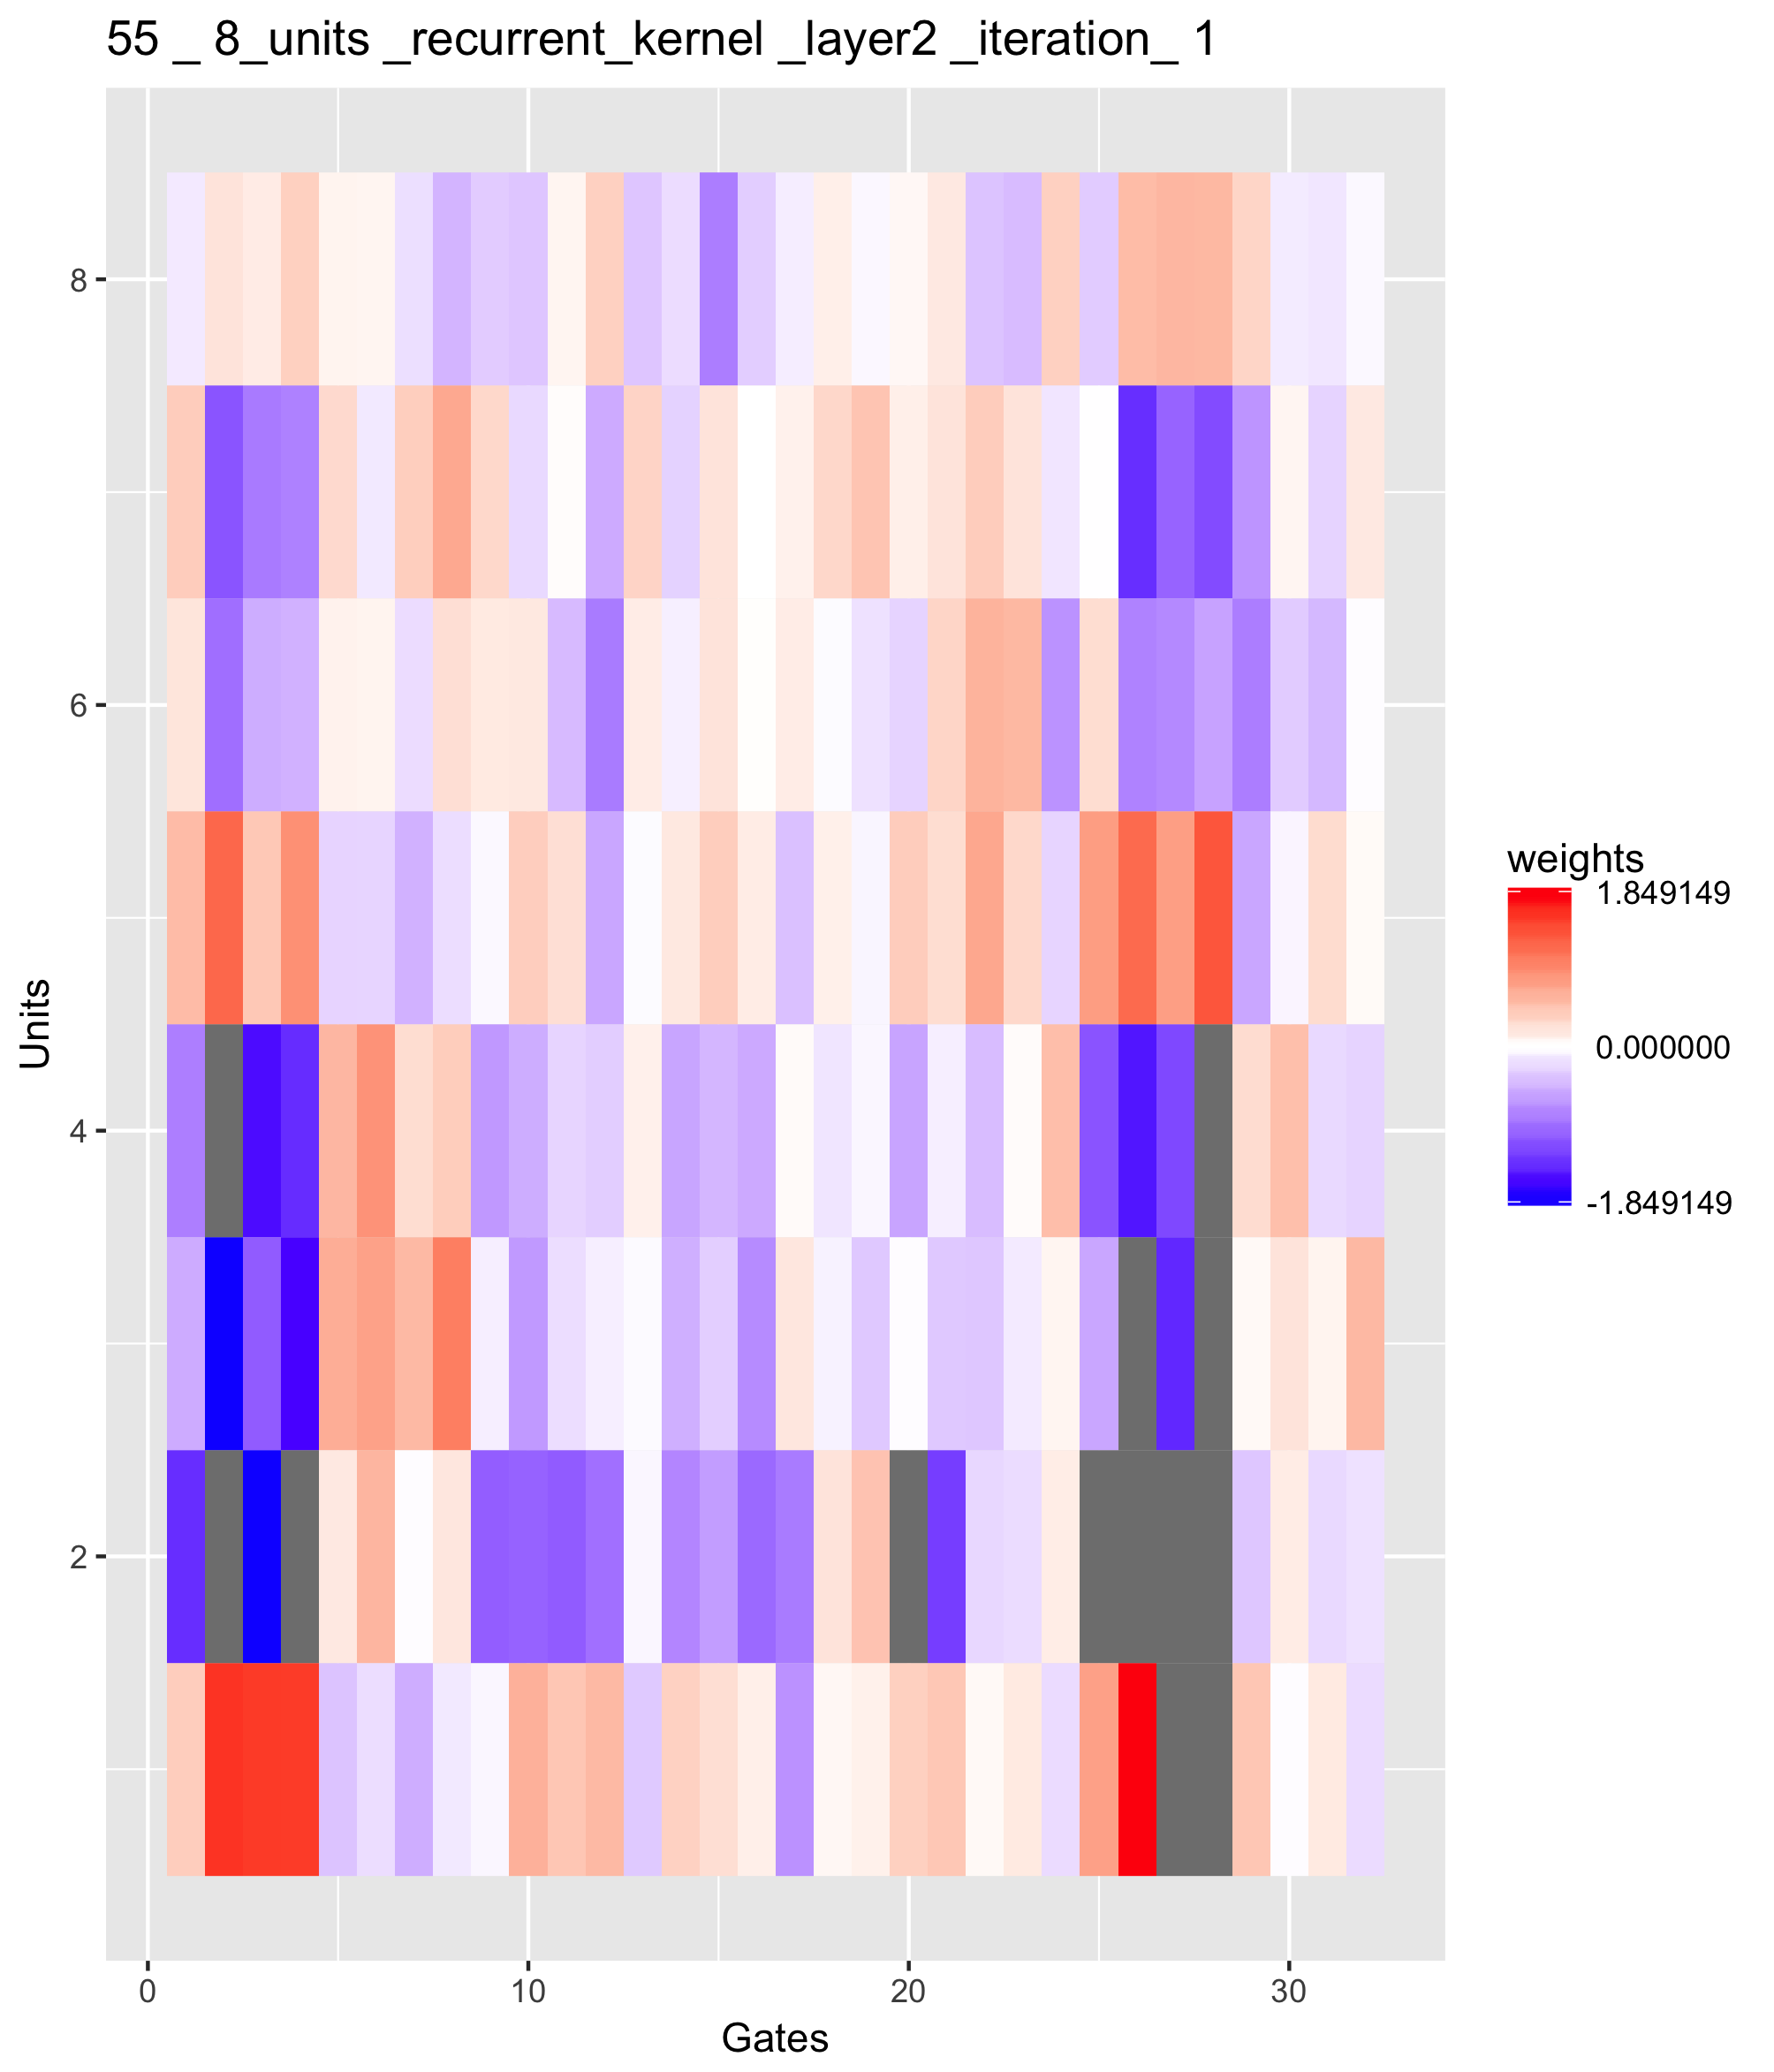 55 _ 8_units _recurrent_kernel _layer2 _iteration_ 1
8
6
4
2
Units
0
10
20
30
Gates
weights
1.849149
0.000000
-1.849149